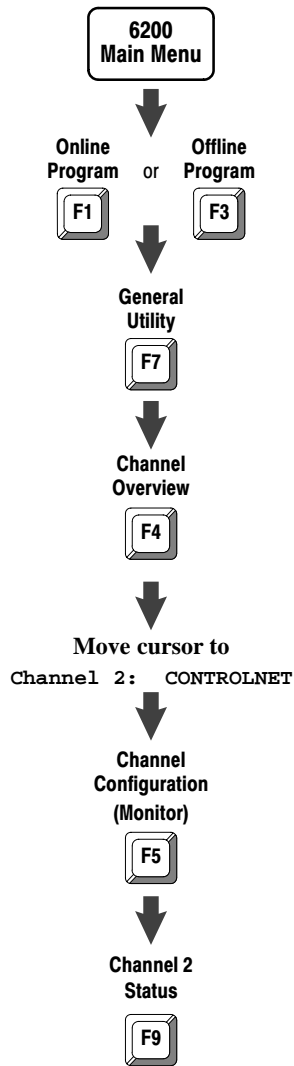 6200
Main Menu
Online Program or Offline Program
F1 F3
General
Utility
F7
Channel
Overview
F4
Move cursor to
Channel 2: CONTROLNET
Channel
Configuration
(Monitor)
F5
Channel 2
Status
F9